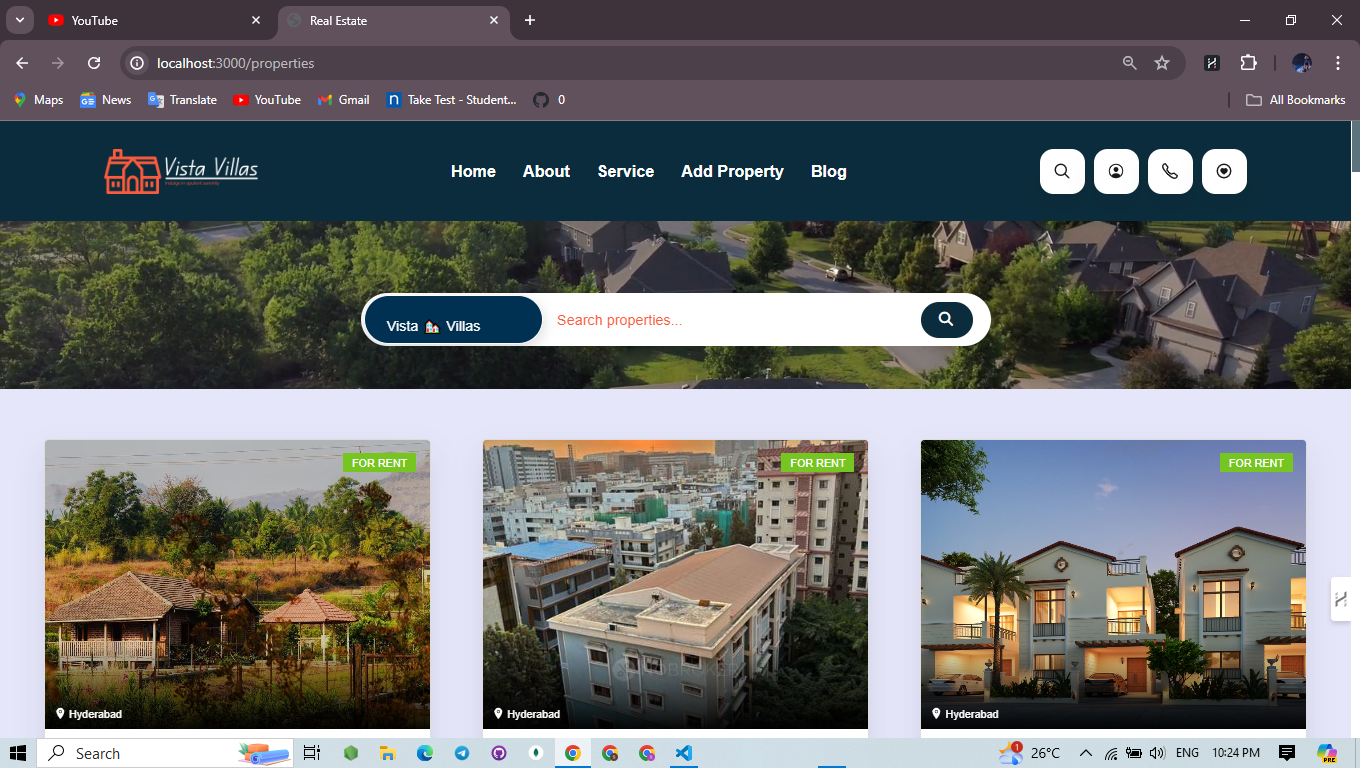 YouTube
Real Estate
localhost:3000/properties
Maps
News
Translate
YouTube
Gmail
Take Test - Student...
0
All Bookmarks
Vista Villas
Home
About
Service
Add Property
Blog
Vista 🏘️ Villas
Search properties...
FOR RENT
FOR RENT
FOR RENT
Hyderabad
Hyderabad
Hyderabad
Search
1
26°C
ENG
10:24 PM
PRE